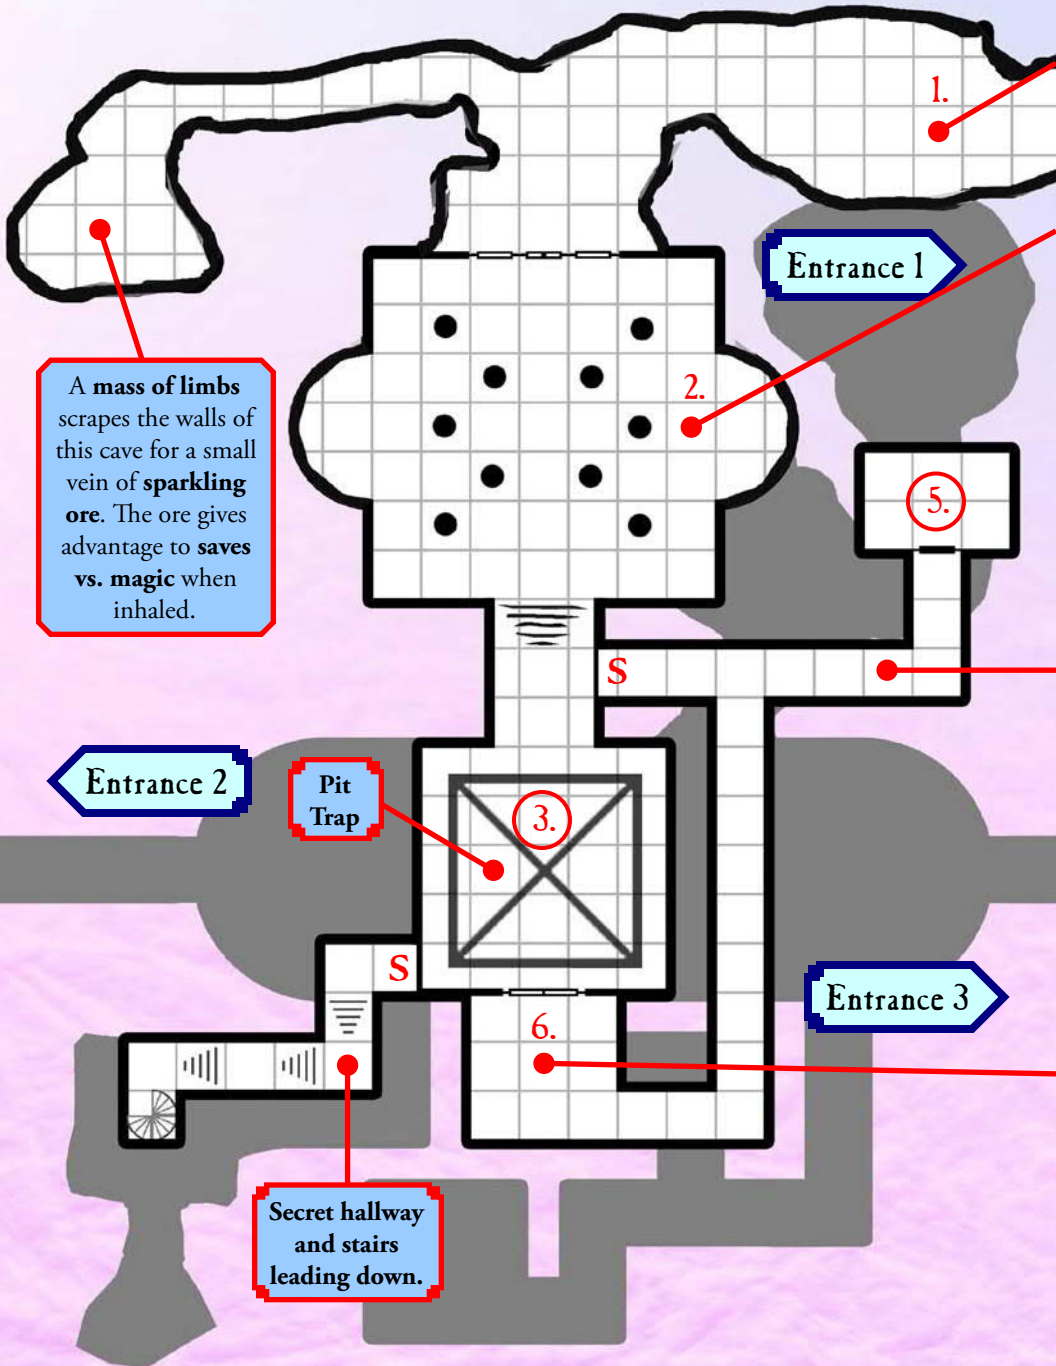 1.
Entrance 1
A mass of limbs
scrapes the walls of
this cave for a small
vein of sparkling
ore. The ore gives
advantage to saves
vs. magic when
inhaled.
2.
5.
S
Entrance 2
Pit
Trap
3.
S
Entrance 3
6.
Secret hallway
and stairs
leading down.